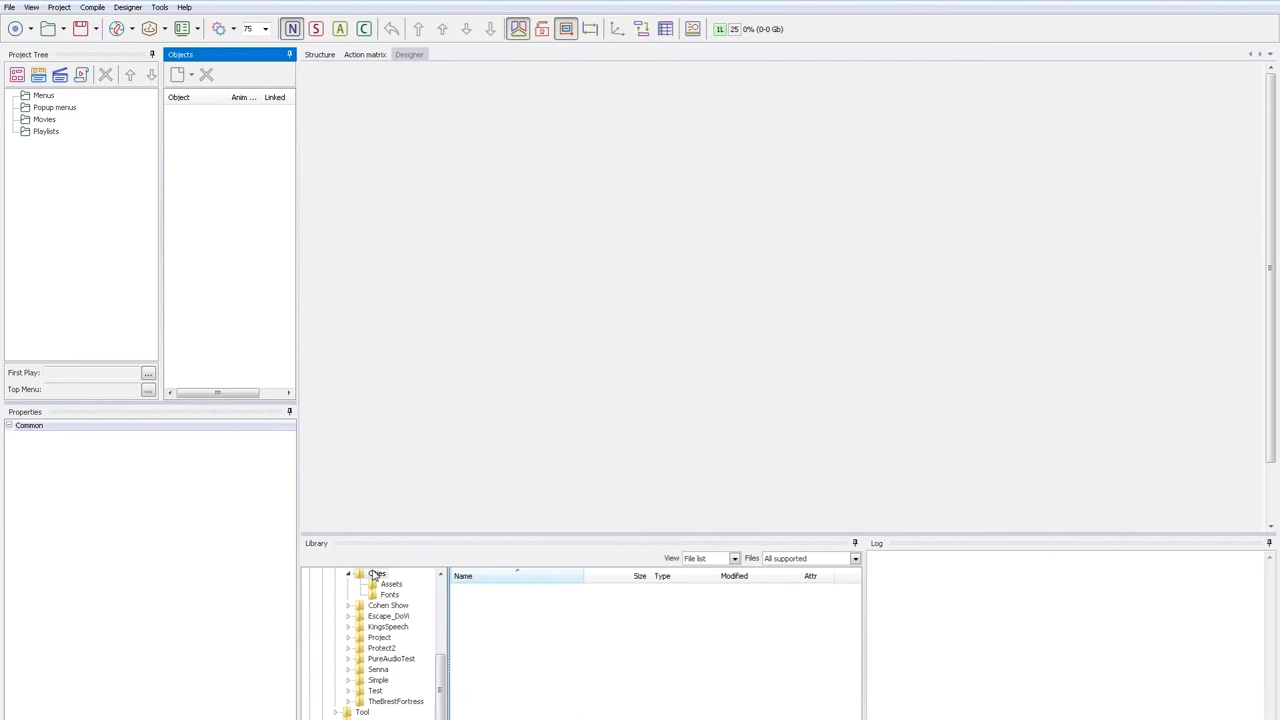 File View Project Compile Designer Tools Help
75 N S A C 1L 25 0% (0-0 Gb)
Project Tree
Objects
Structure Action matrix Designer
Object Anim ... Linked
Menus
Popup menus
Movies
Playlists
First Play: ...
Top Menu: ...
Properties
Common
Library
Log
View File list Files All supported
Name Size Type Modified Attr
Assets
Fonts
Cohen Show
Escape_DoVi
KingsSpeech
Project
Protect2
PureAudioTest
Senna
Simple
Test
TheBrestFortress
Tool